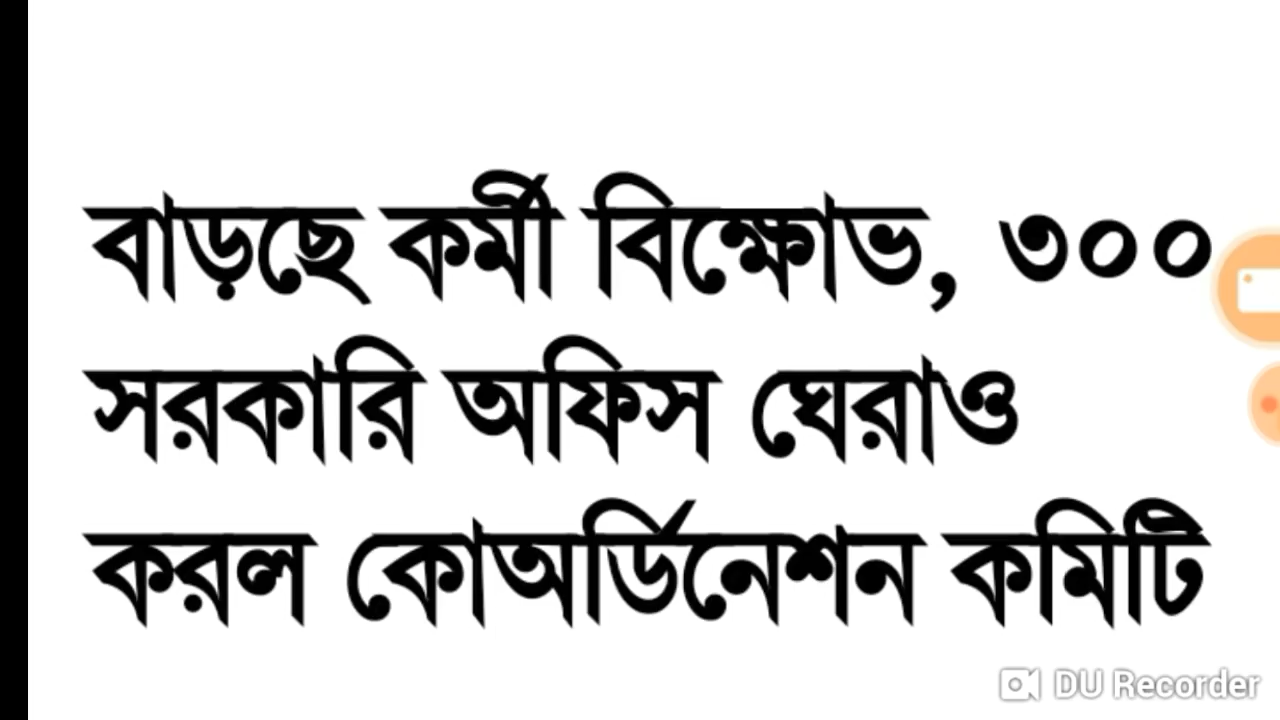 বাড়ছে কর্মী বিক্ষোভ, ৩০০
সরকারি অফিস ঘেরাও
করল কোঅর্ডিনেশন কমিটি
DU Recorder